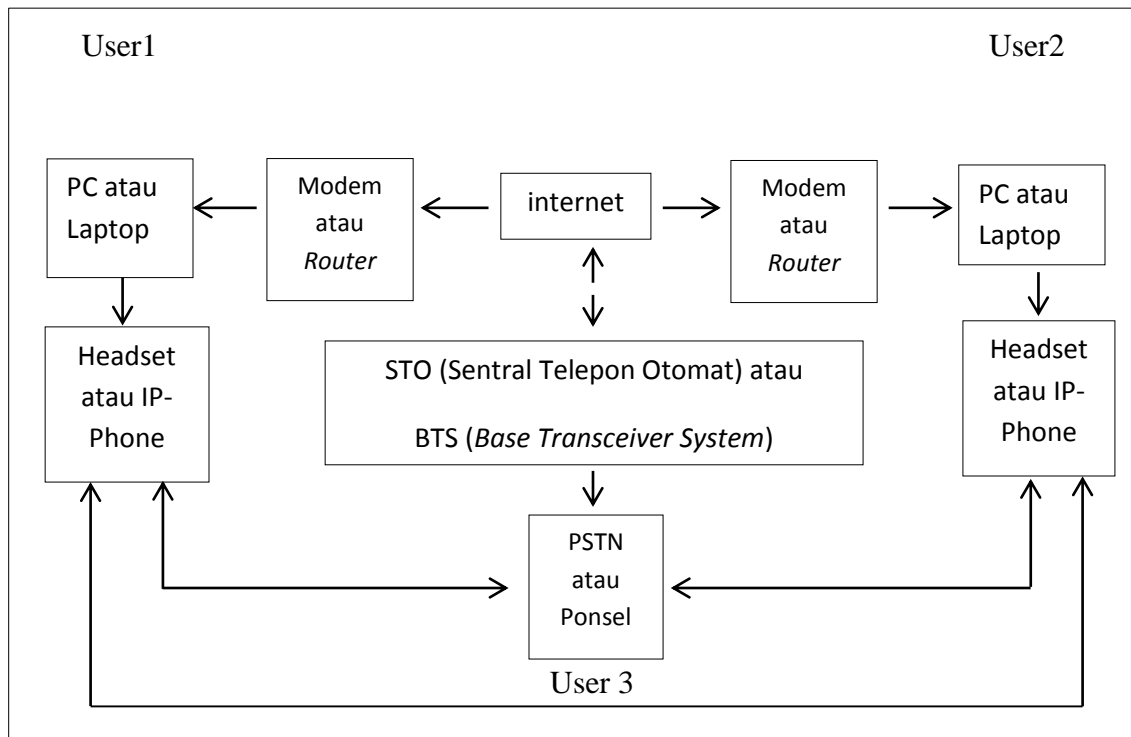 User1
User2
PC atau
Laptop
Modem
atau
Router
internet
Modem
atau
Router
PC atau
Laptop
Headset
atau IP-
Phone
STO (Sentral Telepon Otomat) atau
BTS (Base Transceiver System)
Headset
atau IP-
Phone
PSTN
atau
Ponsel
User 3